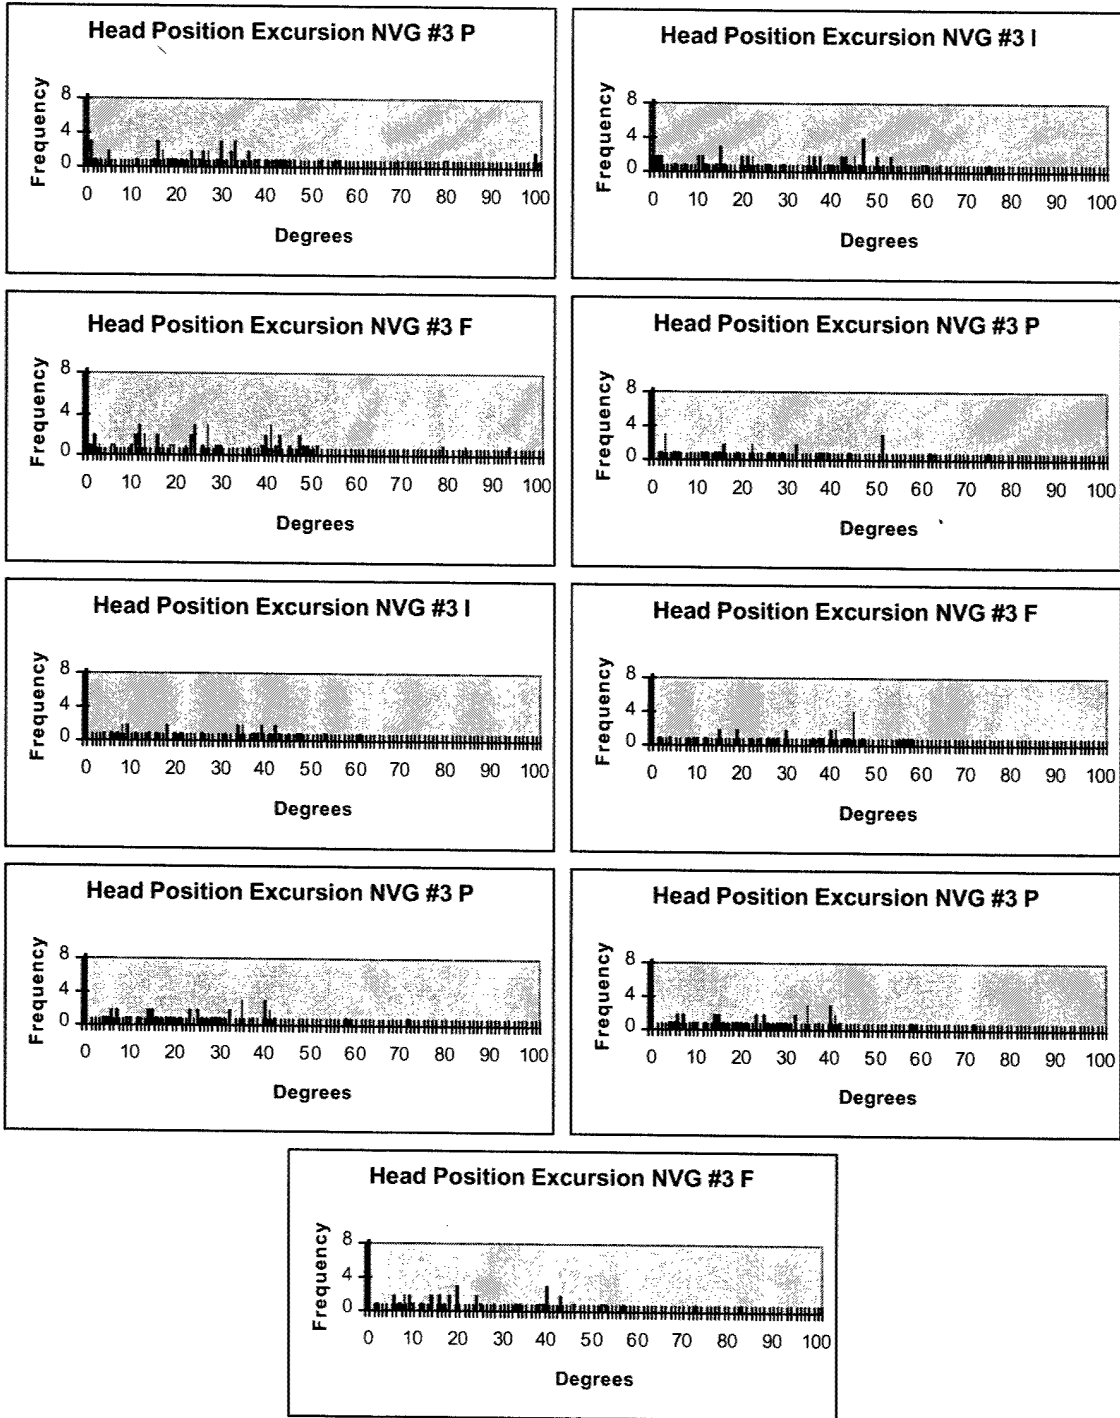 Head Position Excursion NVG #3 P
Frequency
8
4
0
0 10 20 30 40 50 60 70 80 90 100
Degrees
Head Position Excursion NVG #3 I
Frequency
8
4
0
0 10 20 30 40 50 60 70 80 90 100
Degrees
Head Position Excursion NVG #3 F
Frequency
8
4
0
0 10 20 30 40 50 60 70 80 90 100
Degrees
Head Position Excursion NVG #3 P
Frequency
8
4
0
0 10 20 30 40 50 60 70 80 90 100
Degrees
Head Position Excursion NVG #3 I
Frequency
8
4
0
0 10 20 30 40 50 60 70 80 90 100
Degrees
Head Position Excursion NVG #3 F
Frequency
8
4
0
0 10 20 30 40 50 60 70 80 90 100
Degrees
Head Position Excursion NVG #3 P
Frequency
8
4
0
0 10 20 30 40 50 60 70 80 90 100
Degrees
Head Position Excursion NVG #3 P
Frequency
8
4
0
0 10 20 30 40 50 60 70 80 90 100
Degrees
Head Position Excursion NVG #3 F
Frequency
8
4
0
0 10 20 30 40 50 60 70 80 90 100
Degrees